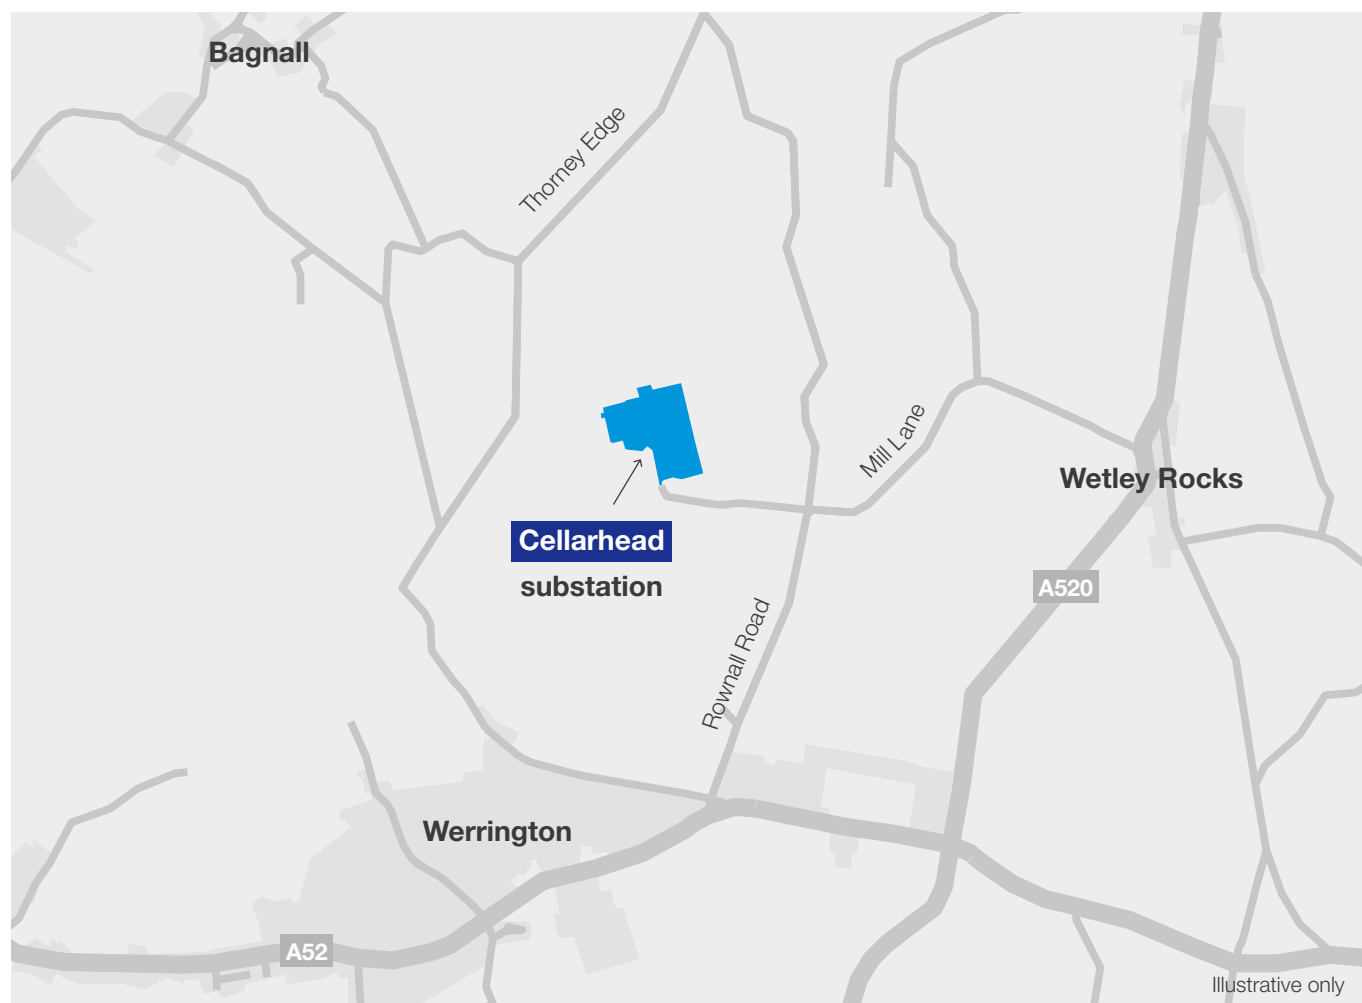 Bagnall
Thorney Edge
Mill Lane
Wetley Rocks
Cellarhead
substation
A520
Rownall Road
Werrington
A52
Illustrative only